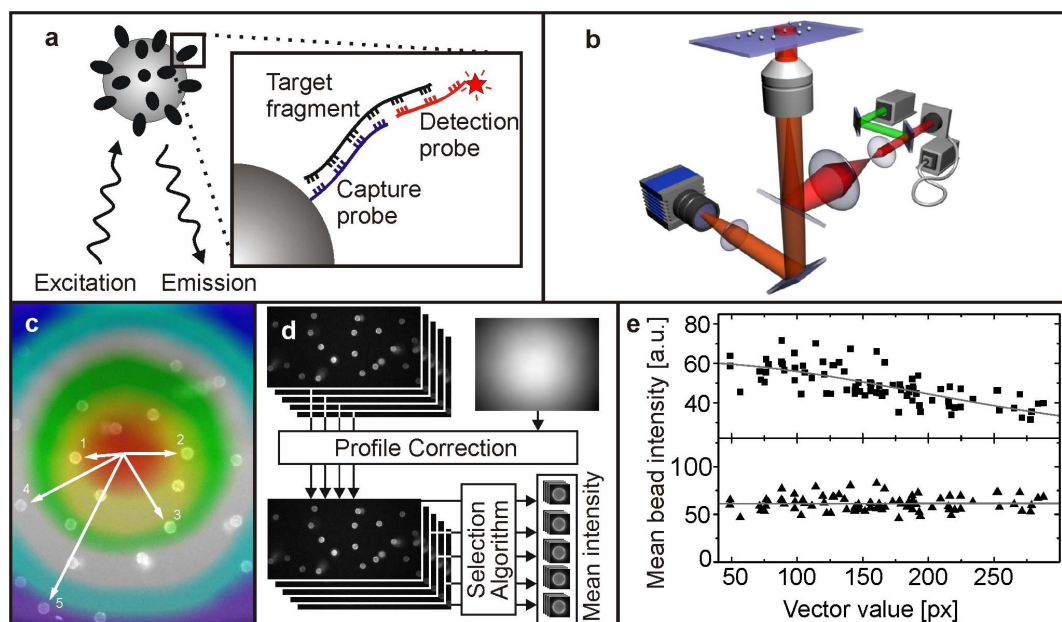 a
Target
fragment
Detection
probe
Capture
probe
Excitation
Emission
b
c
1
2
3
4
5
d
Profile Correction
Selection
Algorithm
Mean intensity
e
Mean bead intensity [a.u.]
80
60
40
100
50
0
50 100 150 200 250
Vector value [px]